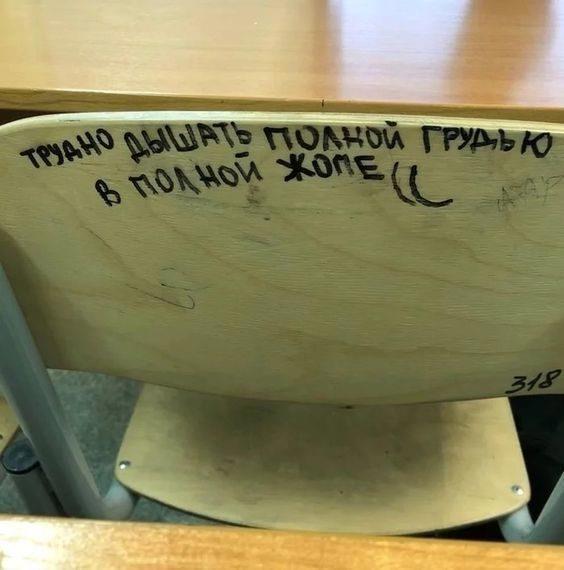 ТРУДНО ДЫШАТЬ ПОЛНОЙ ГРУДЬЮ
В ПОЛНОЙ ЖОПЕ((
318